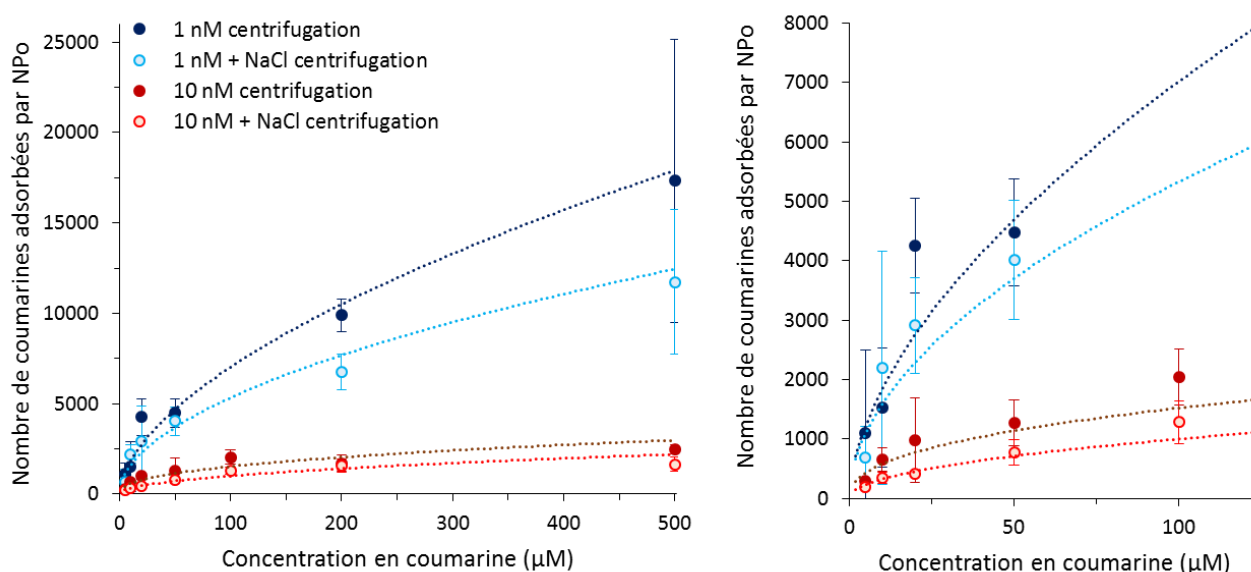 Nombre de coumarines adsorbées par NPo
25000
20000
15000
10000
5000
0
1 nM centrifugation
1 nM + NaCl centrifugation
10 nM centrifugation
10 nM + NaCl centrifugation
0 100 200 300 400 500
Concentration en coumarine (µM)
Nombre de coumarines adsorbées par NPo
8000
7000
6000
5000
4000
3000
2000
1000
0
0 50 100
Concentration en coumarine (µM)